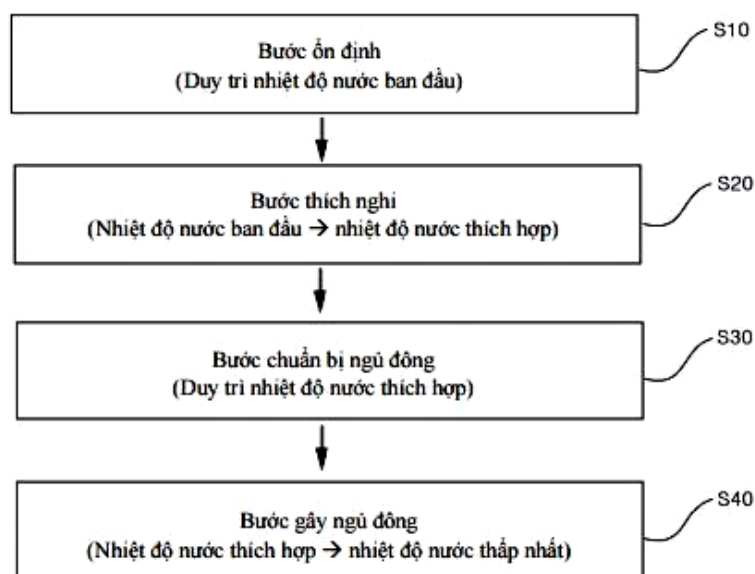 Bước ổn định
(Duy trì nhiệt độ nước ban đầu)
S10
Bước thích nghi
(Nhiệt độ nước ban đầu → nhiệt độ nước thích hợp)
S20
Bước chuẩn bị ngủ đông
(Duy trì nhiệt độ nước thích hợp)
S30
Bước gây ngủ đông
(Nhiệt độ nước thích hợp → nhiệt độ nước thấp nhất)
S40